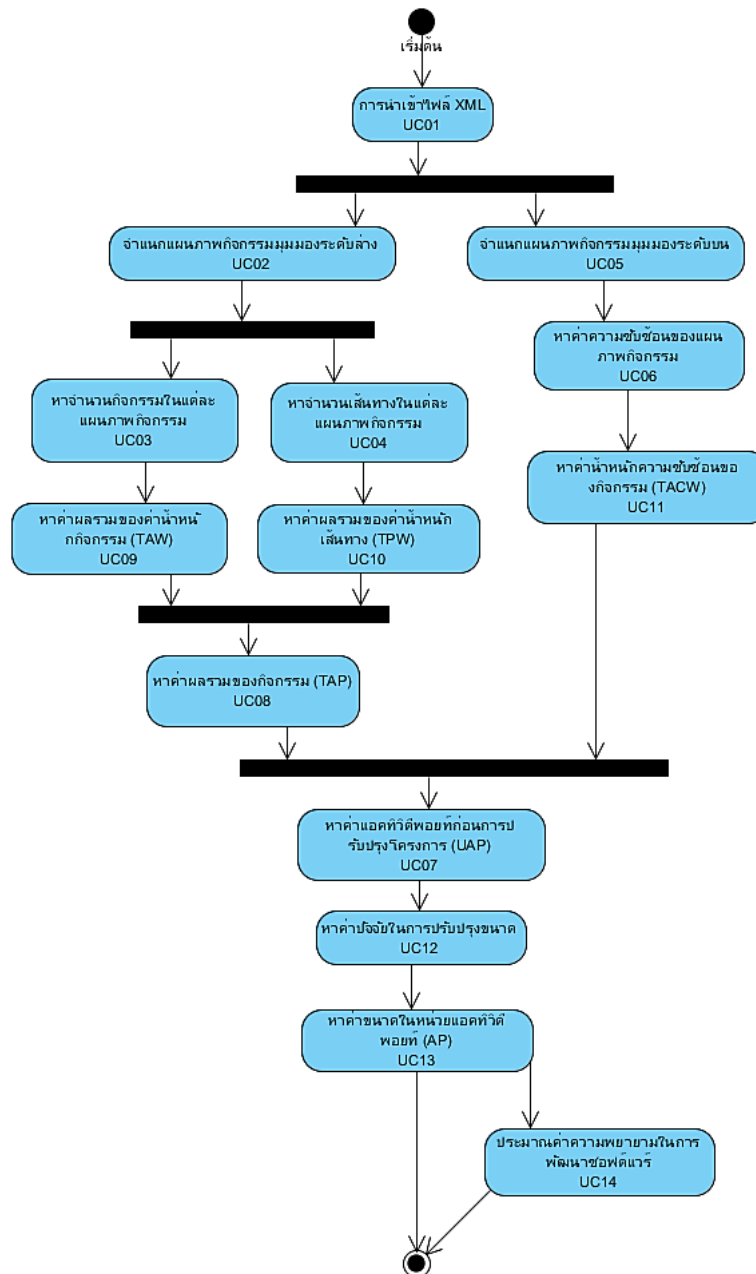 เริ่มต้น
การนำเข้าไฟล์ XML
UC01
จำแนกแผนภาพกิจกรรมมุมมองระดับล่าง
UC02
จำแนกแผนภาพกิจกรรมมุมมองระดับบน
UC05
หาค่าความซับซ้อนของแผน
ภาพกิจกรรม
UC06
หาจำนวนกิจกรรมในแต่ละ
แผนภาพกิจกรรม
UC03
หาจำนวนเส้นทางในแต่ละ
แผนภาพกิจกรรม
UC04
หาค่าน้ำหนักความซับซ้อนขอ
งกิจกรรม (TACW)
UC11
หาค่าผลรวมของค่าน้ำหนั
กกิจกรรม (TAW)
UC09
หาค่าผลรวมของค่าน้ำหนัก
เส้นทาง (TPW)
UC10
หาค่าผลรวมของกิจกรรม (TAP)
UC08
หาค่าแอคทิวิตีพอยท์ก่อนการป
รับปรุงโครงการ (UAP)
UC07
หาค่าปัจจัยในการปรับปรุงขนาด
UC12
หาค่าขนาดในหน่วยแอคทิวิตี
พอยท์ (AP)
UC13
ประมาณค่าความพยายามในการ
พัฒนาซอฟต์แวร์
UC14